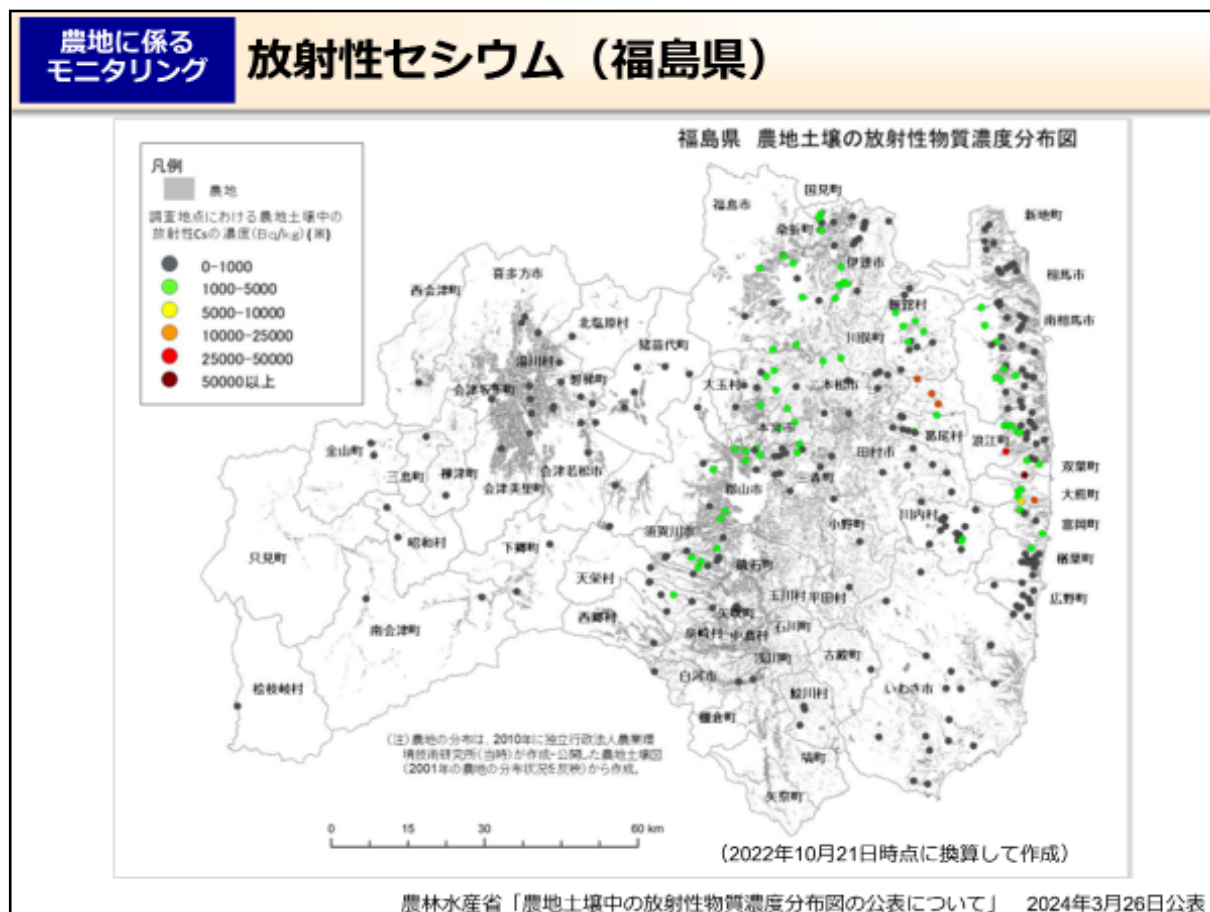 農地に係る
モニタリング
放射性セシウム（福島県）
福島県 農地土壌の放射性物質濃度分布図
凡例
農地
調査地点における農地土壌中の
放射性Csの濃度(Bq/kg)(※)
0-1000
1000-5000
5000-10000
10000-25000
25000-50000
50000以上
国見町
福島市
桑折町
新地町
伊達市
喜多方市
相馬市
西会津町
飯舘村
北塩原村
南相馬市
川俣町
猪苗代町
湯川村
磐梯町
大玉村
二本松市
会津坂下町
本宮市
葛尾村
浪江町
金山町
田村市
双葉町
三島町
柳津町
会津若松市
三春町
会津美里町
郡山市
大熊町
川内村
小野町
富岡町
須賀川市
昭和村
下郷町
只見町
鏡石町
楢葉町
天栄村
玉川村
平田村
広野町
矢吹町
西郷村
南会津町
石川町
泉崎村
中島村
浅川町
古殿町
白河市
いわき市
檜枝岐村
鮫川村
棚倉町
(注)農地の分布は、2010年に独立行政法人農業環
境技術研究所(当時)が作成・公開した農地土壌図
(2001年の農地の分布状況を反映)から作成。
塙町
矢祭町
0 15 30 60 km
（2022年10月21日時点に換算して作成）
農林水産省「農地土壌中の放射性物質濃度分布図の公表について」 2024年3月26日公表